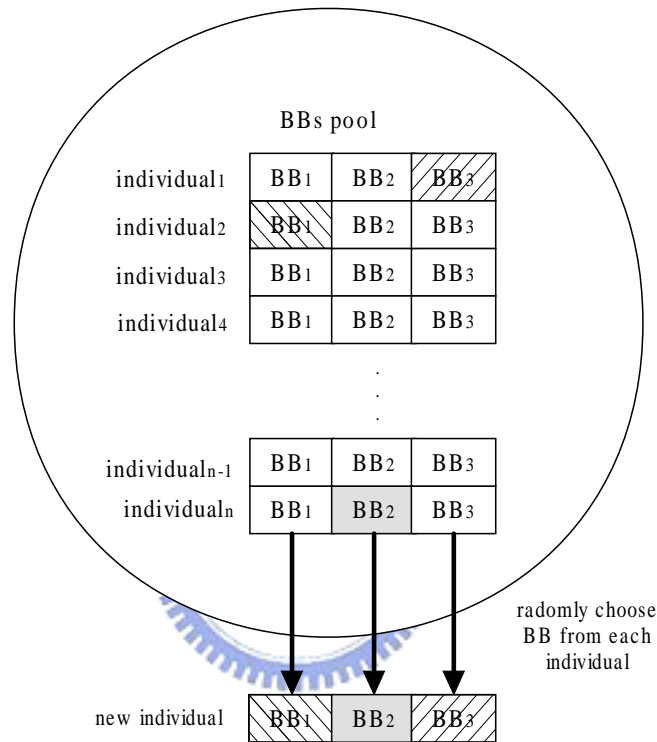 BBs pool
individual1 BB1 BB2 BB3
individual2 BB1 BB2 BB3
individual3 BB1 BB2 BB3
individual4 BB1 BB2 BB3
.
.
.
individualn-1 BB1 BB2 BB3
individualn BB1 BB2 BB3
radomly choose
BB from each
individual
new individual BB1 BB2 BB3